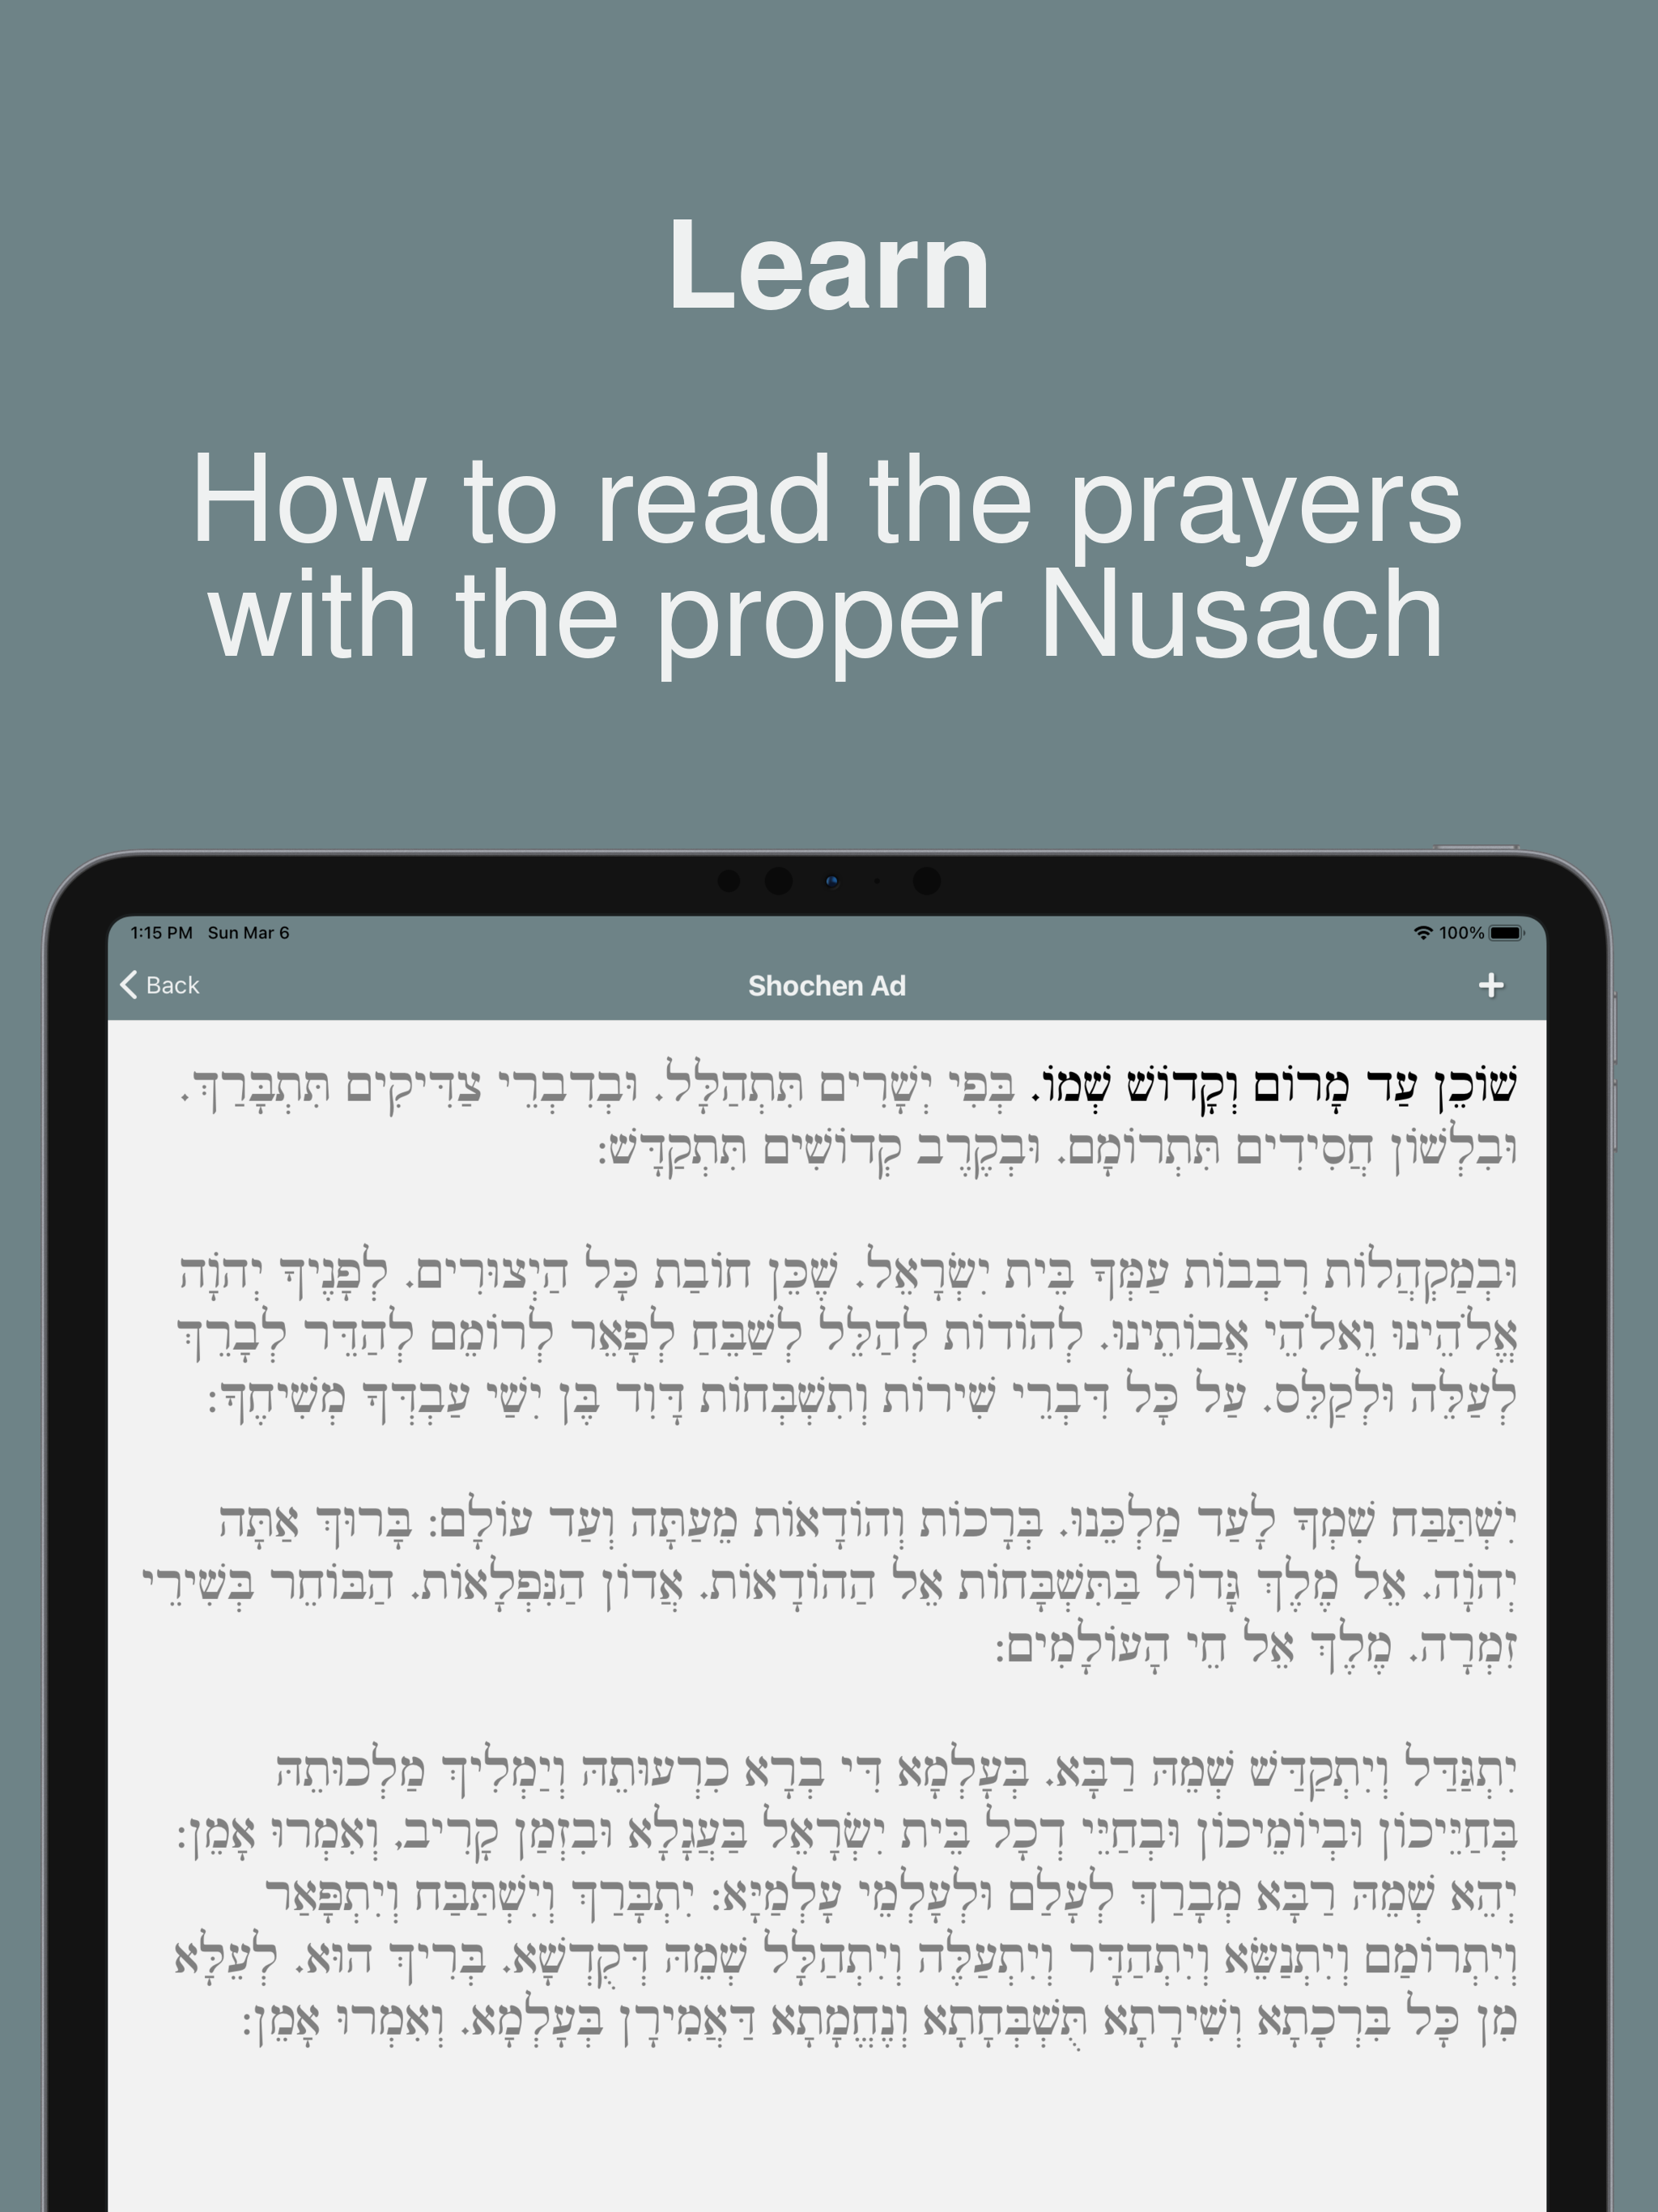 Learn
How to read the prayers
with the proper Nusach
1:15 PM Sun Mar 6 100%
Back Shochen Ad +
שׁוֹכֵן עַד מָרוֹם וְקָדוֹשׁ שְׁמוֹ. בְּפִי יְשָׁרִים תִּתְהַלָּל. וּבְדִבְרֵי צַדִּיקִים תִּתְבָּרַךְ.
וּבִלְשׁוֹן חֲסִידִים תִּתְרוֹמָם. וּבְקֶרֶב קְדוֹשִׁים תִּתְקַדָּשׁ:
וּבְמַקְהֲלוֹת רִבְבוֹת עַמְּךָ בֵּית יִשְׂרָאֵל. שֶׁכֵּן חוֹבַת כָּל הַיְצוּרִים. לְפָנֶיךָ יְהֹוָה
אֱלֹהֵינוּ וֵאלֹהֵי אֲבוֹתֵינוּ. לְהוֹדוֹת לְהַלֵּל לְשַׁבֵּחַ לְפָאֵר לְרוֹמֵם לְהַדֵּר לְבָרֵךְ
לְעַלֵּה וּלְקַלֵּס. עַל כָּל דִּבְרֵי שִׁירוֹת וְתִשְׁבְּחוֹת דָּוִד בֶּן יִשַׁי עַבְדְּךָ מְשִׁיחֶךָ:
יִשְׁתַּבַּח שִׁמְךָ לָעַד מַלְכֵּנוּ. בְּרָכוֹת וְהוֹדָאוֹת מֵעַתָּה וְעַד עוֹלָם: בָּרוּךְ אַתָּה
יְהֹוָה. אֵל מֶלֶךְ גָּדוֹל בַּתִּשְׁבָּחוֹת אֵל הַהוֹדָאוֹת. אֲדוֹן הַנִּפְלָאוֹת. הַבּוֹחֵר בְּשִׁירֵי
זִמְרָה. מֶלֶךְ אֵל חֵי הָעוֹלָמִים:
יִתְגַּדַּל וְיִתְקַדַּשׁ שְׁמֵהּ רַבָּא. בְּעָלְמָא דִּי בְרָא כִרְעוּתֵהּ וְיַמְלִיךְ מַלְכוּתֵהּ
בְּחַיֵּיכוֹן וּבְיוֹמֵיכוֹן וּבְחַיֵּי דְכָל בֵּית יִשְׂרָאֵל בַּעֲגָלָא וּבִזְמַן קָרִיב, וְאִמְרוּ אָמֵן:
יְהֵא שְׁמֵהּ רַבָּא מְבָרַךְ לְעָלַם וּלְעָלְמֵי עָלְמַיָּא: יִתְבָּרַךְ וְיִשְׁתַּבַּח וְיִתְפָּאַר
וְיִתְרוֹמַם וְיִתְנַשֵּׂא וְיִתְהַדָּר וְיִתְעַלֶּה וְיִתְהַלָּל שְׁמֵהּ דְּקֻדְשָׁא. בְּרִיךְ הוּא. לְעֵלָּא
מִן כָּל בִּרְכָתָא וְשִׁירָתָא תֻּשְׁבְּחָתָא וְנֶחֱמָתָא דַּאֲמִירָן בְּעָלְמָא. וְאִמְרוּ אָמֵן: